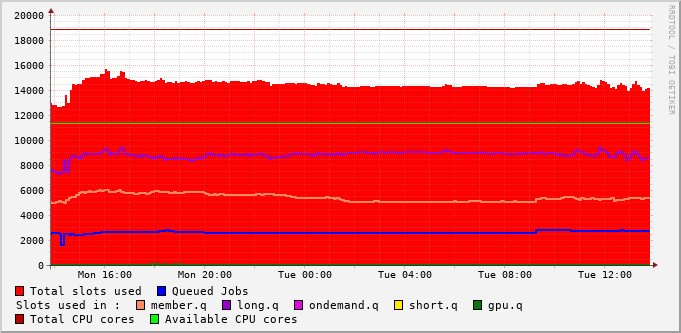 20000
18000
16000
14000
12000
10000
8000
6000
4000
2000
0
Mon 16:00 Mon 20:00 Tue 00:00 Tue 04:00 Tue 08:00 Tue 12:00
RRDTOOL / TOBI OETIKER
Total slots used Queued Jobs
Slots used in : member.q long.q ondemand.q short.q gpu.q
Total CPU cores Available CPU cores